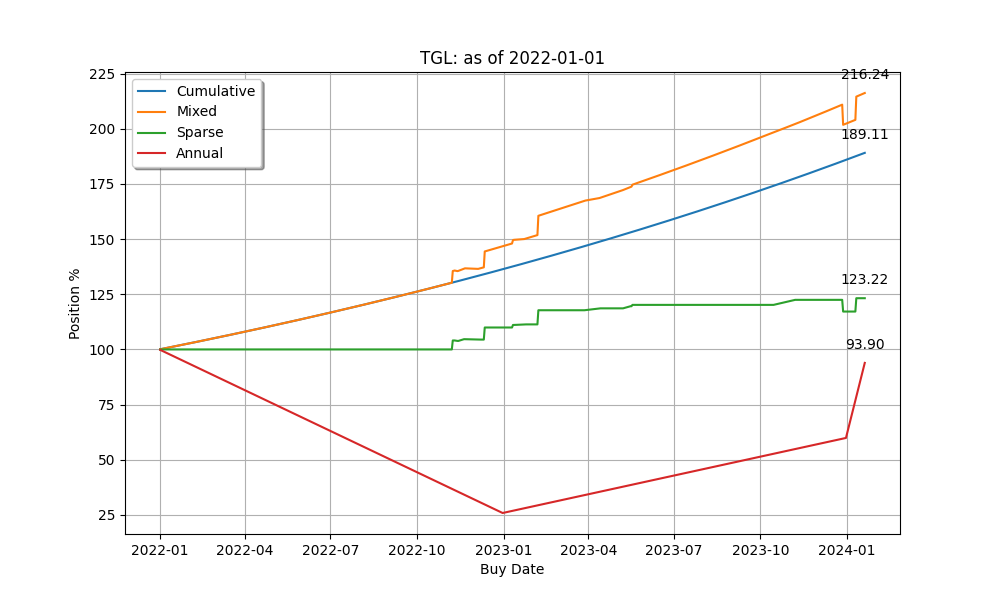 TGL: as of 2022-01-01
Cumulative
Mixed
Sparse
Annual
216.24
189.11
123.22
93.90
Position %
225
200
175
150
125
100
75
50
25
2022-01 2022-04 2022-07 2022-10 2023-01 2023-04 2023-07 2023-10 2024-01
Buy Date